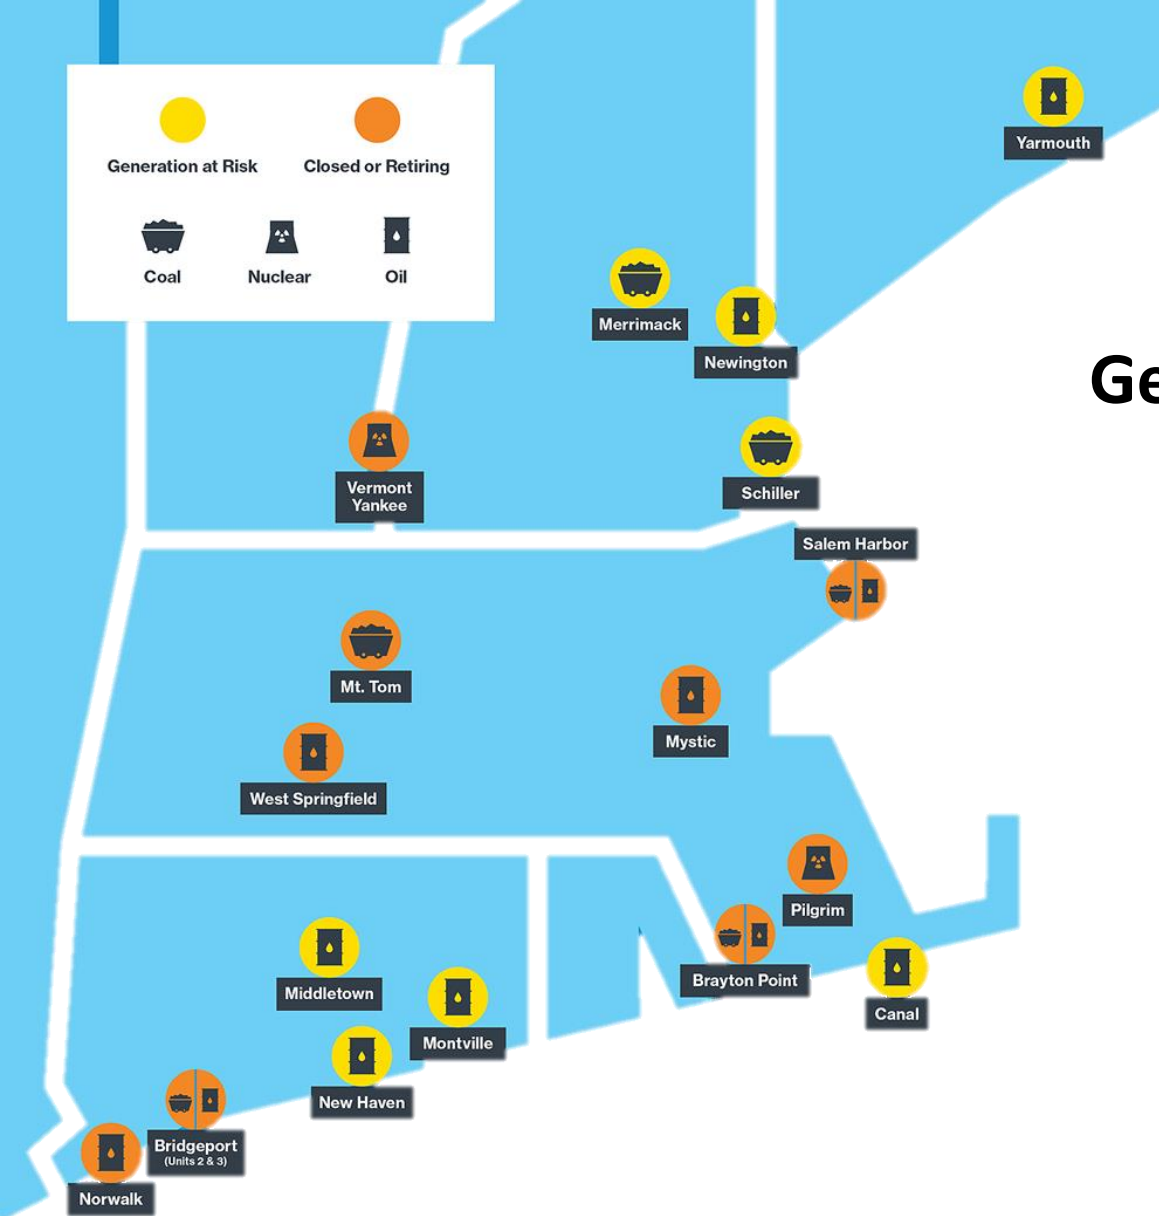 Generation at Risk
Closed or Retiring
Coal
Nuclear
Oil
Yarmouth
Merrimack
Newington
Ge
Vermont
Yankee
Schiller
Salem Harbor
Mt. Tom
Mystic
West Springfield
Pilgrim
Brayton Point
Middletown
Canal
Montville
New Haven
Bridgeport
(Units 2 & 3)
Norwalk